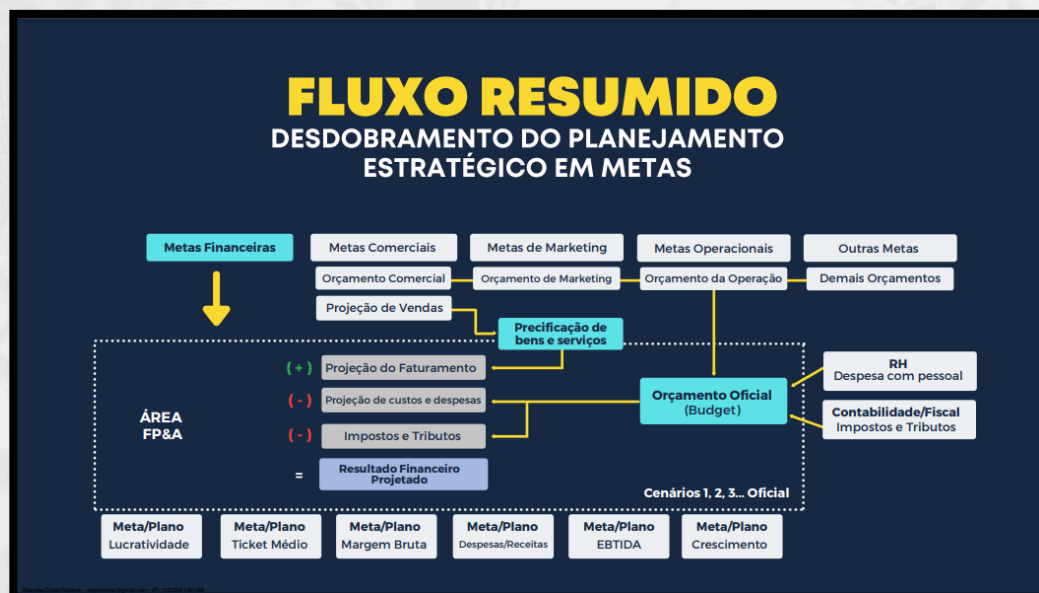 FLUXO RESUMIDO
DESDOBRAMENTO DO PLANEJAMENTO
ESTRATÉGICO EM METAS
Metas Financeiras
Metas Comerciais
Metas de Marketing
Metas Operacionais
Outras Metas
Orçamento Comercial
Orçamento de Marketing
Orçamento da Operação
Demais Orçamentos
Projeção de Vendas
Precificação de
bens e serviços
(+) Projeção do Faturamento
(-) Projeção de custos e despesas
(-) Impostos e Tributos
= Resultado Financeiro
Projetado
ÁREA
FP&A
Orçamento Oficial
(Budget)
RH
Despesa com pessoal
Contabilidade/Fiscal
Impostos e Tributos
Cenários 1, 2, 3... Oficial
Meta/Plano
Lucratividade
Meta/Plano
Ticket Médio
Meta/Plano
Margem Bruta
Meta/Plano
Despesas/Receitas
Meta/Plano
EBTIDA
Meta/Plano
Crescimento